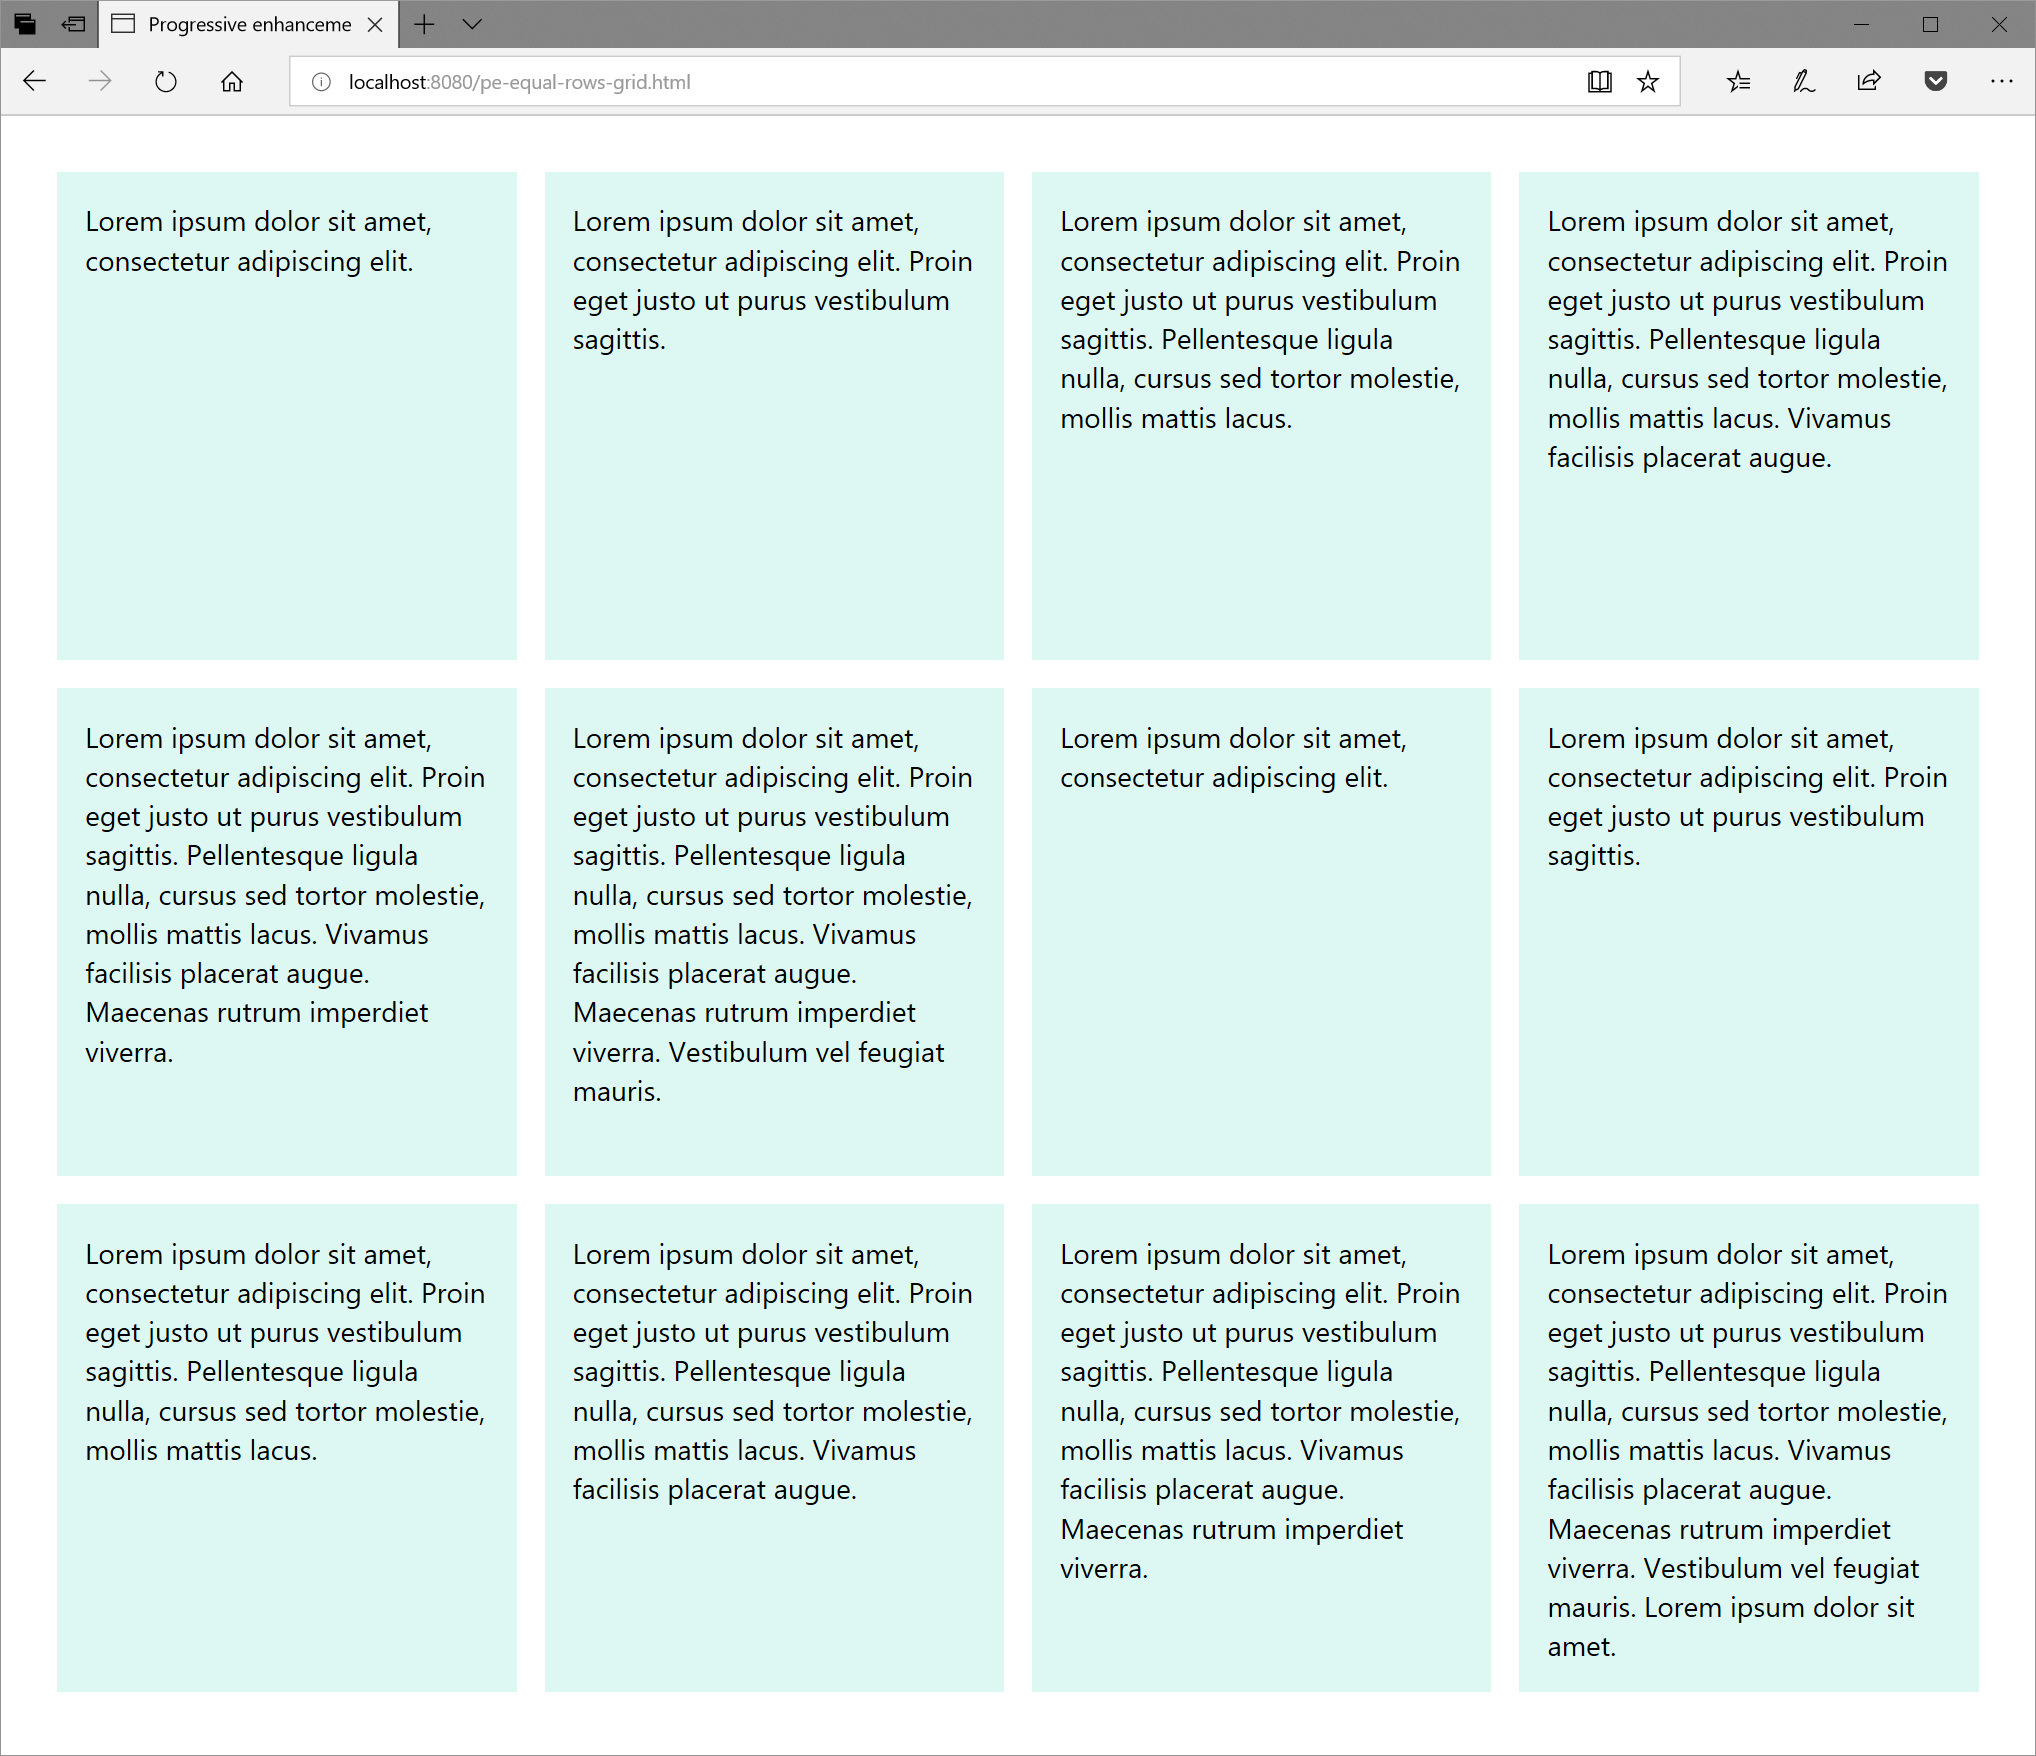 Progressive enhanceme
localhost:8080/pe-equal-rows-grid.html
Lorem ipsum dolor sit amet,
consectetur adipiscing elit.
Lorem ipsum dolor sit amet,
consectetur adipiscing elit. Proin
eget justo ut purus vestibulum
sagittis.
Lorem ipsum dolor sit amet,
consectetur adipiscing elit. Proin
eget justo ut purus vestibulum
sagittis. Pellentesque ligula
nulla, cursus sed tortor molestie,
mollis mattis lacus.
Lorem ipsum dolor sit amet,
consectetur adipiscing elit. Proin
eget justo ut purus vestibulum
sagittis. Pellentesque ligula
nulla, cursus sed tortor molestie,
mollis mattis lacus. Vivamus
facilisis placerat augue.
Lorem ipsum dolor sit amet,
consectetur adipiscing elit. Proin
eget justo ut purus vestibulum
sagittis. Pellentesque ligula
nulla, cursus sed tortor molestie,
mollis mattis lacus. Vivamus
facilisis placerat augue.
Maecenas rutrum imperdiet
viverra.
Lorem ipsum dolor sit amet,
consectetur adipiscing elit. Proin
eget justo ut purus vestibulum
sagittis. Pellentesque ligula
nulla, cursus sed tortor molestie,
mollis mattis lacus. Vivamus
facilisis placerat augue.
Maecenas rutrum imperdiet
viverra. Vestibulum vel feugiat
mauris.
Lorem ipsum dolor sit amet,
consectetur adipiscing elit.
Lorem ipsum dolor sit amet,
consectetur adipiscing elit. Proin
eget justo ut purus vestibulum
sagittis.
Lorem ipsum dolor sit amet,
consectetur adipiscing elit. Proin
eget justo ut purus vestibulum
sagittis. Pellentesque ligula
nulla, cursus sed tortor molestie,
mollis mattis lacus.
Lorem ipsum dolor sit amet,
consectetur adipiscing elit. Proin
eget justo ut purus vestibulum
sagittis. Pellentesque ligula
nulla, cursus sed tortor molestie,
mollis mattis lacus. Vivamus
facilisis placerat augue.
Lorem ipsum dolor sit amet,
consectetur adipiscing elit. Proin
eget justo ut purus vestibulum
sagittis. Pellentesque ligula
nulla, cursus sed tortor molestie,
mollis mattis lacus. Vivamus
facilisis placerat augue.
Maecenas rutrum imperdiet
viverra.
Lorem ipsum dolor sit amet,
consectetur adipiscing elit. Proin
eget justo ut purus vestibulum
sagittis. Pellentesque ligula
nulla, cursus sed tortor molestie,
mollis mattis lacus. Vivamus
facilisis placerat augue.
Maecenas rutrum imperdiet
viverra. Vestibulum vel feugiat
mauris. Lorem ipsum dolor sit
amet.